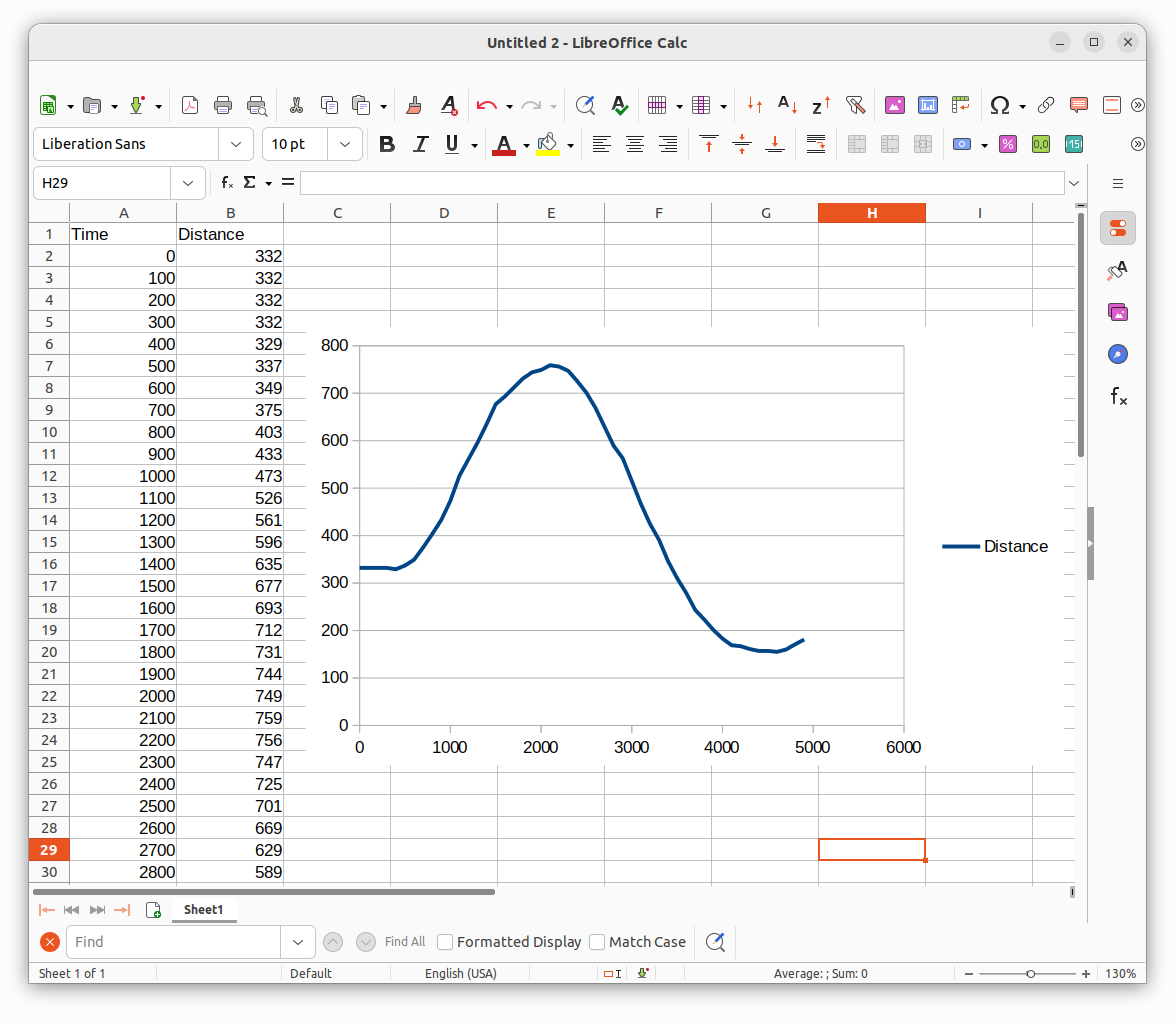 Untitled 2 - LibreOffice Calc
Liberation Sans 10 pt B I U A
H29 fx Σ =
A B C D E F G H I
1 Time Distance
2 0 332
3 100 332
4 200 332
5 300 332
6 400 329
7 500 337
8 600 349
9 700 375
10 800 403
11 900 433
12 1000 473
13 1100 526
14 1200 561
15 1300 596
16 1400 635
17 1500 677
18 1600 693
19 1700 712
20 1800 731
21 1900 744
22 2000 749
23 2100 759
24 2200 756
25 2300 747
26 2400 725
27 2500 701
28 2600 669
29 2700 629
30 2800 589
800
700
600
500
400
300
200
100
0
0 1000 2000 3000 4000 5000 6000
Distance
Sheet1
Find Find All Formatted Display Match Case
Sheet 1 of 1 Default English (USA) Average: ; Sum: 0 130%